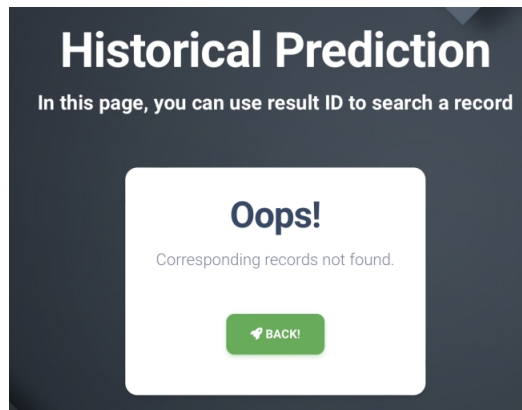 Historical Prediction
In this page, you can use result ID to search a record
Oops!
Corresponding records not found.
BACK!